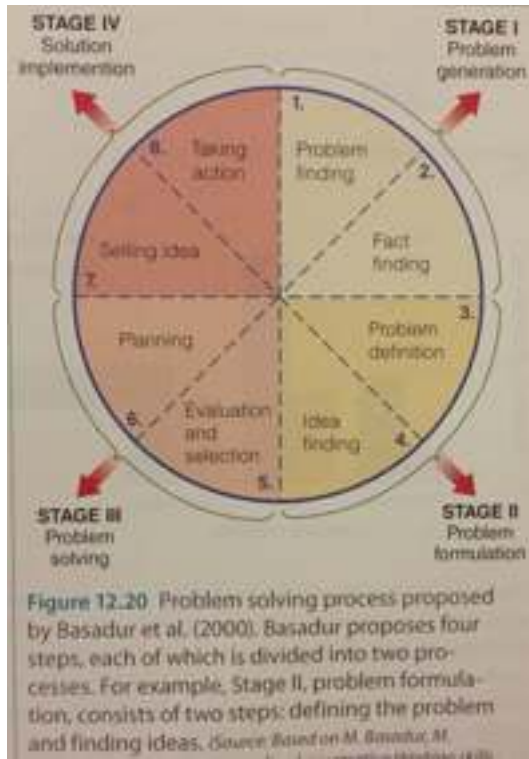 STAGE IV
Solution
implemention
STAGE I
Problem
generation
1.
Problem
finding
2.
Fact
finding
3.
Problem
definition
4.
Idea
finding
STAGE II
Problem
formulation
5.
Evaluation
and
selection
6.
Planning
STAGE III
Problem
solving
7.
Selling idea
8.
Taking
action
Figure 12.20 Problem solving process proposed
by Basadur et al. (2000). Basadur proposes four
steps, each of which is divided into two pro-
cesses. For example, Stage II, problem formula-
tion, consists of two steps: defining the problem
and finding ideas. (Source: Based on M. Basadur, M.